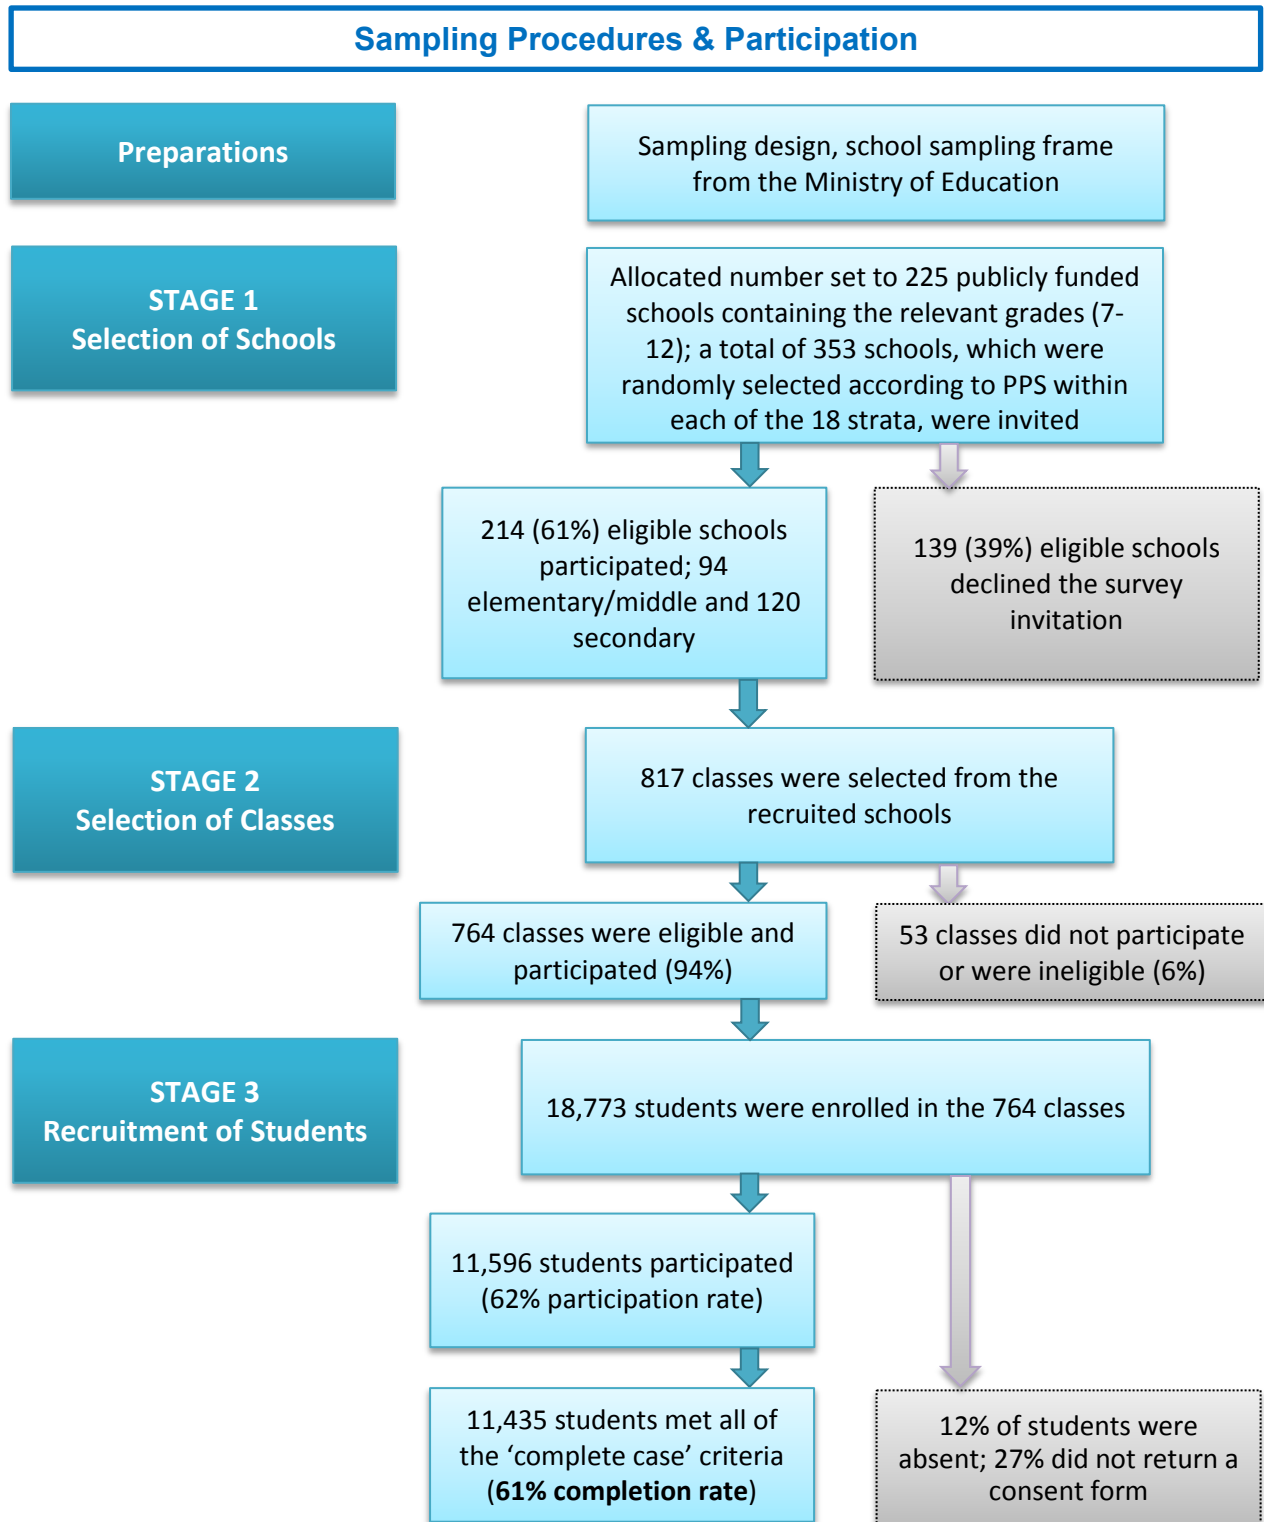 Sampling Procedures & Participation
Preparations
Sampling design, school sampling frame
from the Ministry of Education
STAGE 1
Selection of Schools
Allocated number set to 225 publicly funded
schools containing the relevant grades (7-
12); a total of 353 schools, which were
randomly selected according to PPS within
each of the 18 strata, were invited
214 (61%) eligible schools
participated; 94
elementary/middle and 120
secondary
139 (39%) eligible schools
declined the survey
invitation
STAGE 2
Selection of Classes
817 classes were selected from the
recruited schools
764 classes were eligible and
participated (94%)
53 classes did not participate
or were ineligible (6%)
STAGE 3
Recruitment of Students
18,773 students were enrolled in the 764 classes
11,596 students participated
(62% participation rate)
11,435 students met all of
the ‘complete case’ criteria
(61% completion rate)
12% of students were
absent; 27% did not return a
consent form